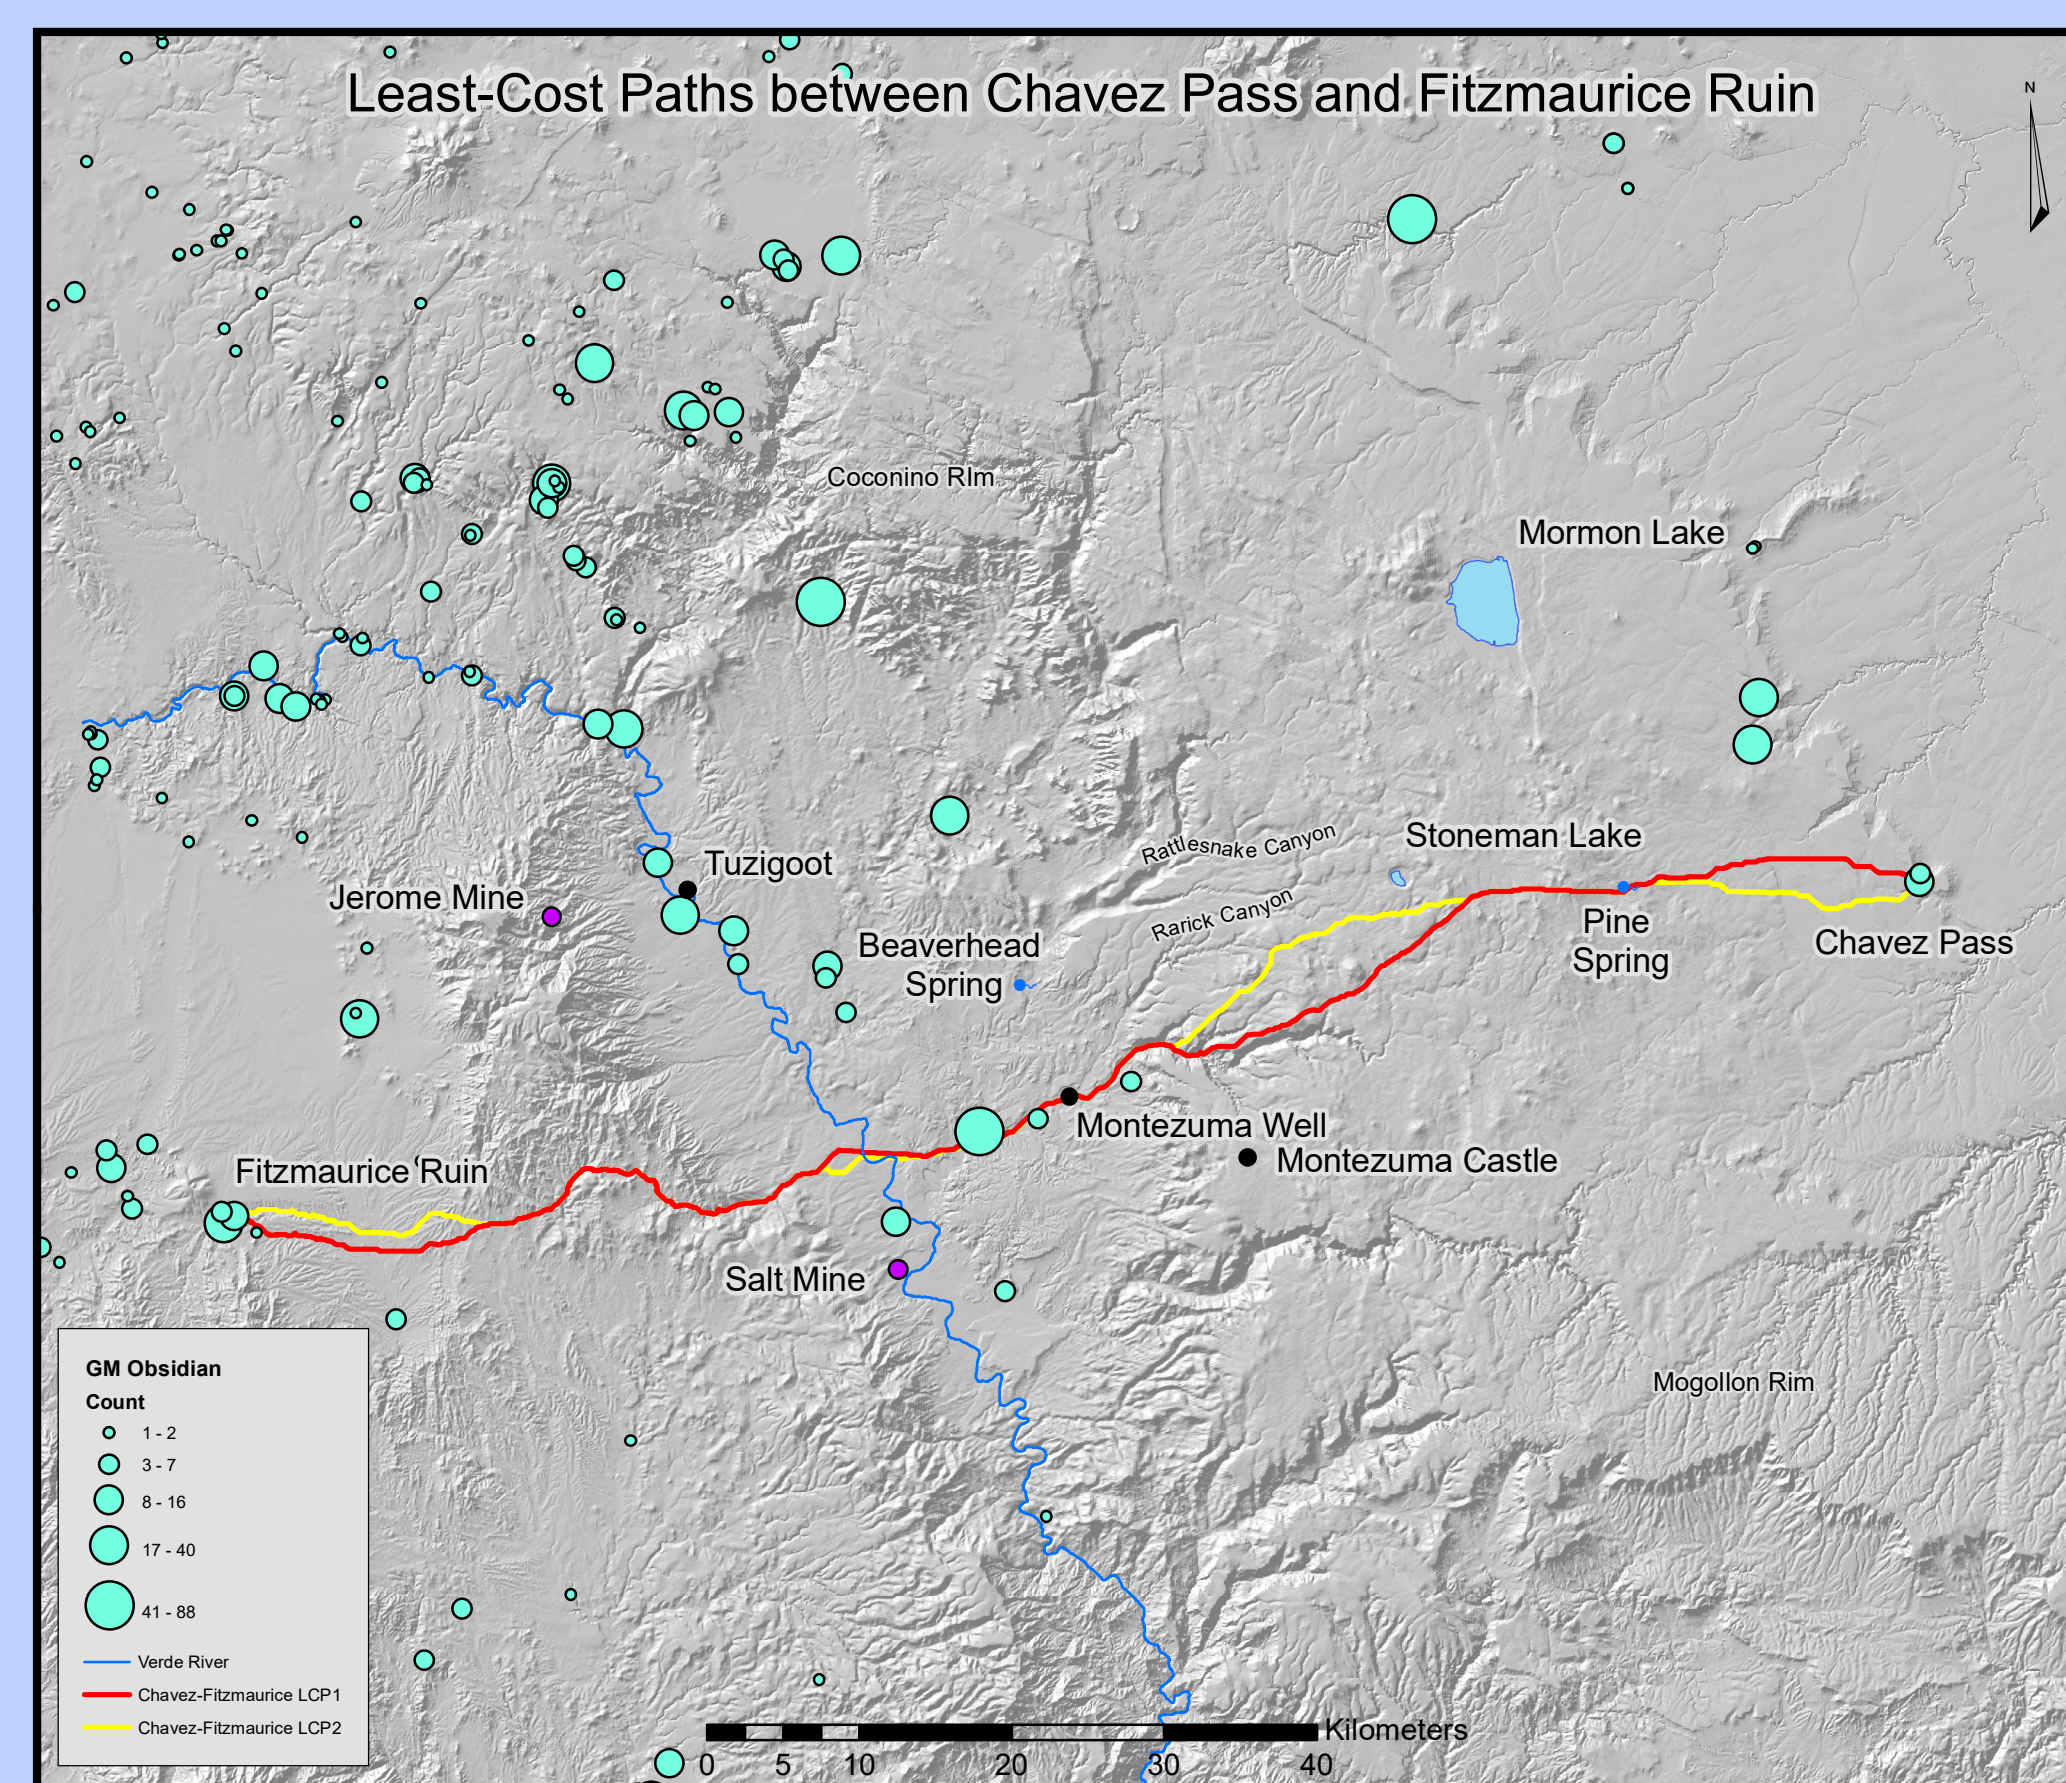 Least-Cost Paths between Chavez Pass and Fitzmaurice Ruin
N
Coconino RIm
Mormon Lake
Rattlesnake Canyon
Stoneman Lake
Tuzigoot
Jerome Mine
Rarick Canyon
Pine
Spring
Chavez Pass
Beaverhead
Spring
Montezuma Well
Montezuma Castle
Fitzmaurice Ruin
Salt Mine
Mogollon Rim
GM Obsidian
Count
1 - 2
3 - 7
8 - 16
17 - 40
41 - 88
Verde River
Chavez-Fitzmaurice LCP1
Chavez-Fitzmaurice LCP2
Kilometers
0 5 10 20 30 40